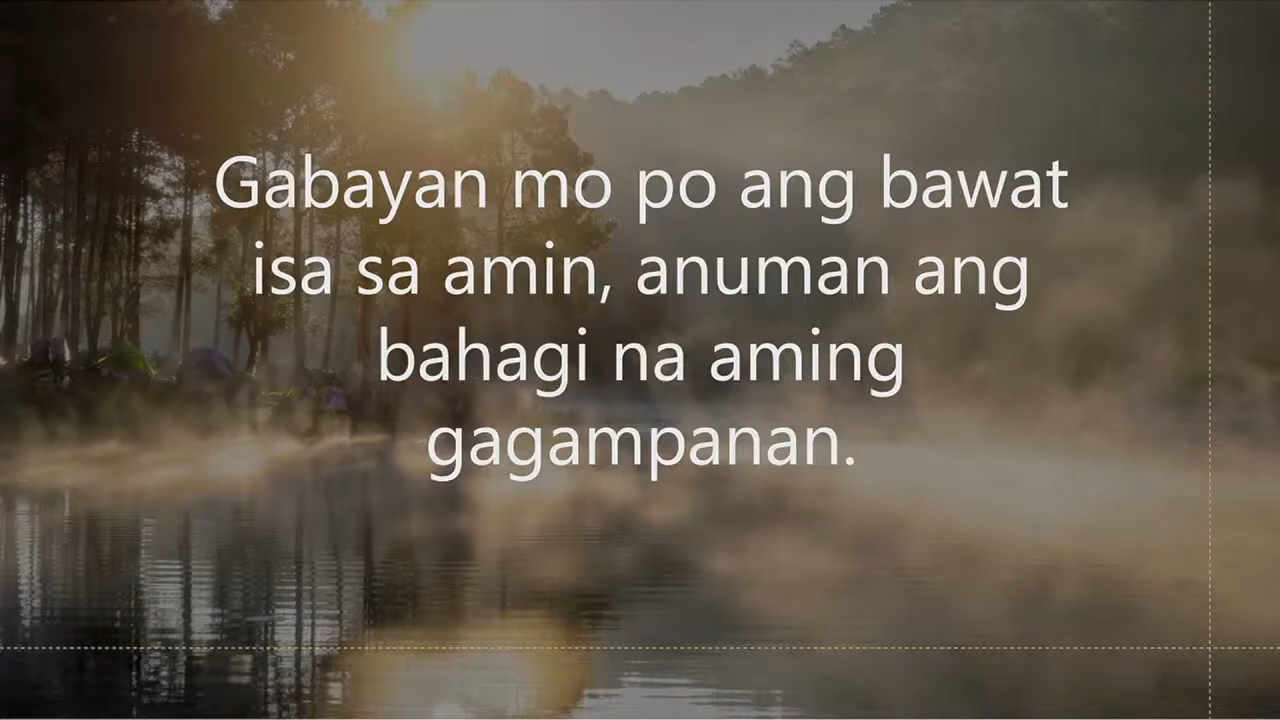 Gabayan mo po ang bawat
isa sa amin, anuman ang
bahagi na aming
gagampanan.